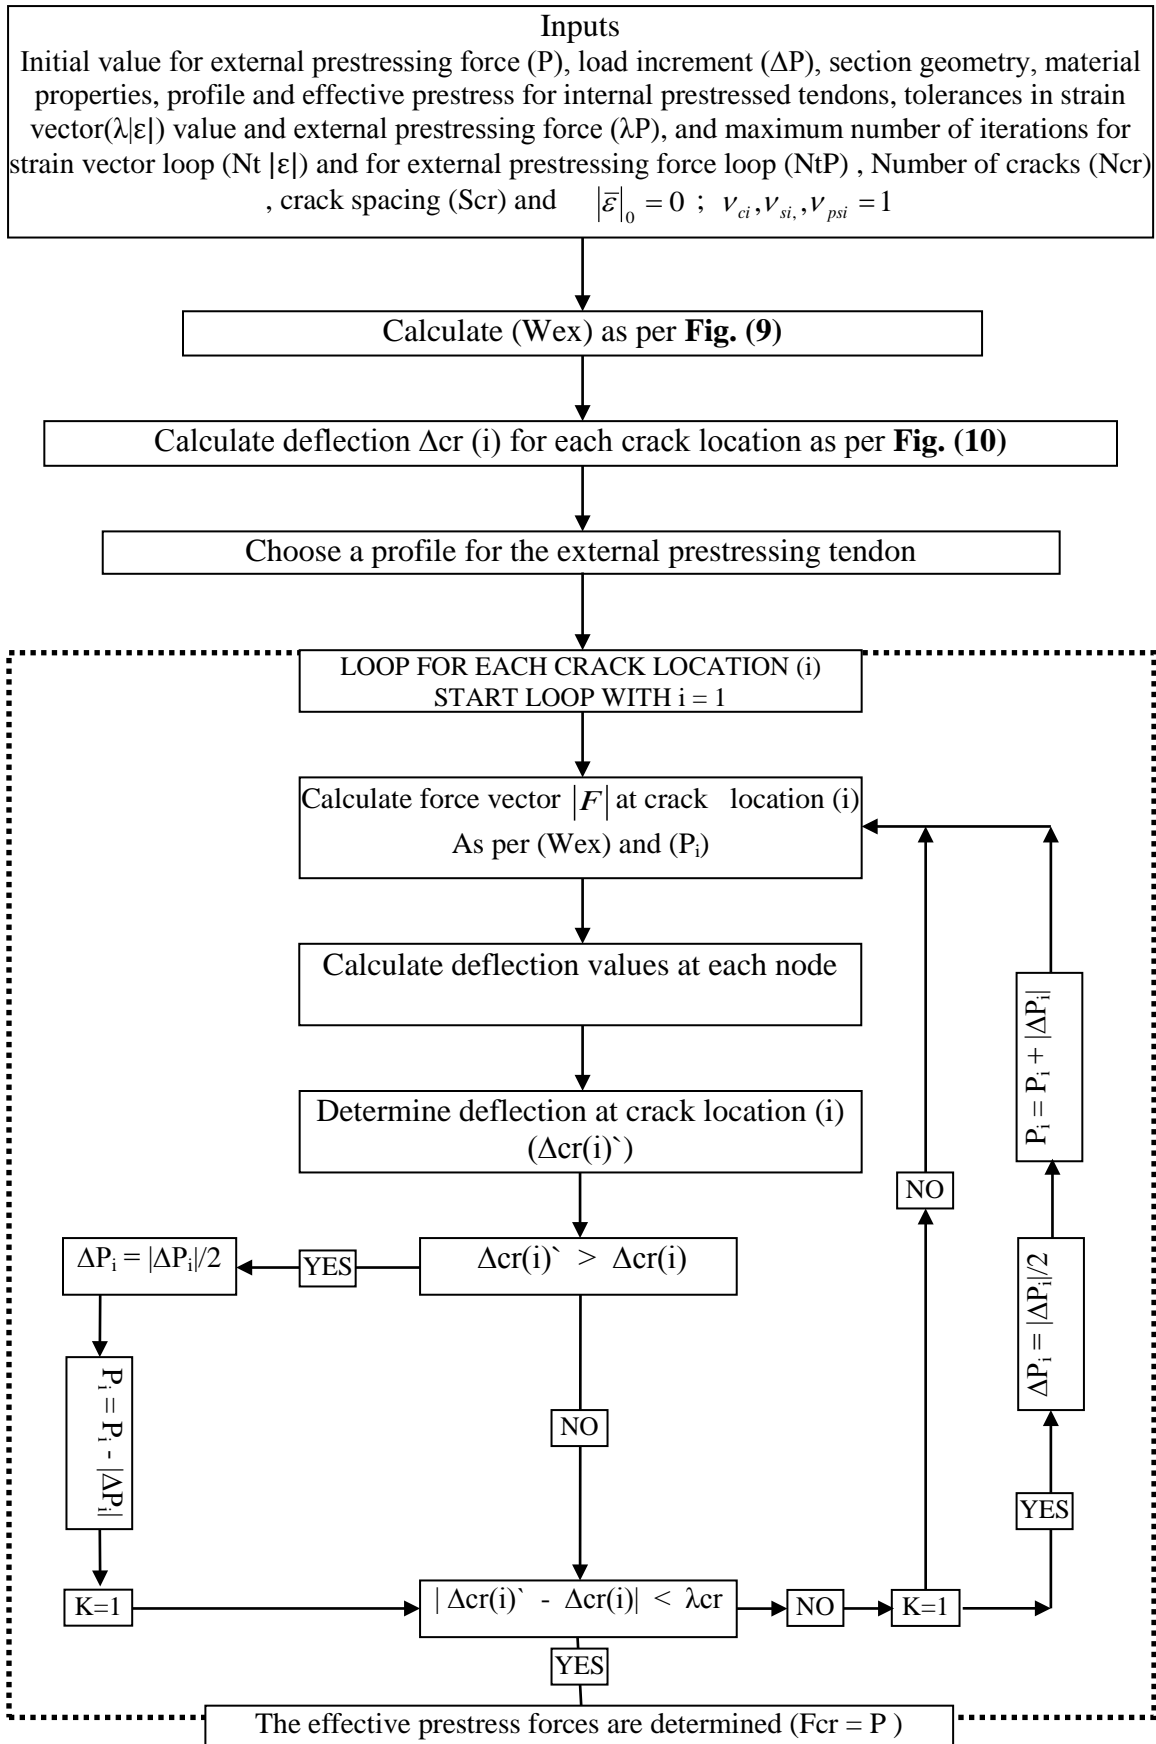 Inputs
Initial value for external prestressing force (P), load increment (ΔP), section geometry, material
properties, profile and effective prestress for internal prestressed tendons, tolerances in strain
vector(λ|ε|) value and external prestressing force (λP), and maximum number of iterations for
strain vector loop (Nt |ε|) and for external prestressing force loop (NtP) , Number of cracks (Ncr)
, crack spacing (Scr) and |ε̅|₀ = 0 ; ν_ci, ν_si,, ν_psi = 1
Calculate (Wex) as per Fig. (9)
Calculate deflection Δcr (i) for each crack location as per Fig. (10)
Choose a profile for the external prestressing tendon
LOOP FOR EACH CRACK LOCATION (i)
START LOOP WITH i = 1
Calculate force vector |F| at crack location (i)
As per (Wex) and (Pᵢ)
Calculate deflection values at each node
Determine deflection at crack location (i)
(Δcr(i)`)
Pᵢ = Pᵢ + |ΔPᵢ|
NO
ΔPᵢ = |ΔPᵢ|/2
YES
Δcr(i)` > Δcr(i)
ΔPᵢ = |ΔPᵢ|/2
Pᵢ = Pᵢ - |ΔPᵢ|
NO
YES
K=1
| Δcr(i)` - Δcr(i)| < λcr
NO
K=1
YES
The effective prestress forces are determined (Fcr = P )